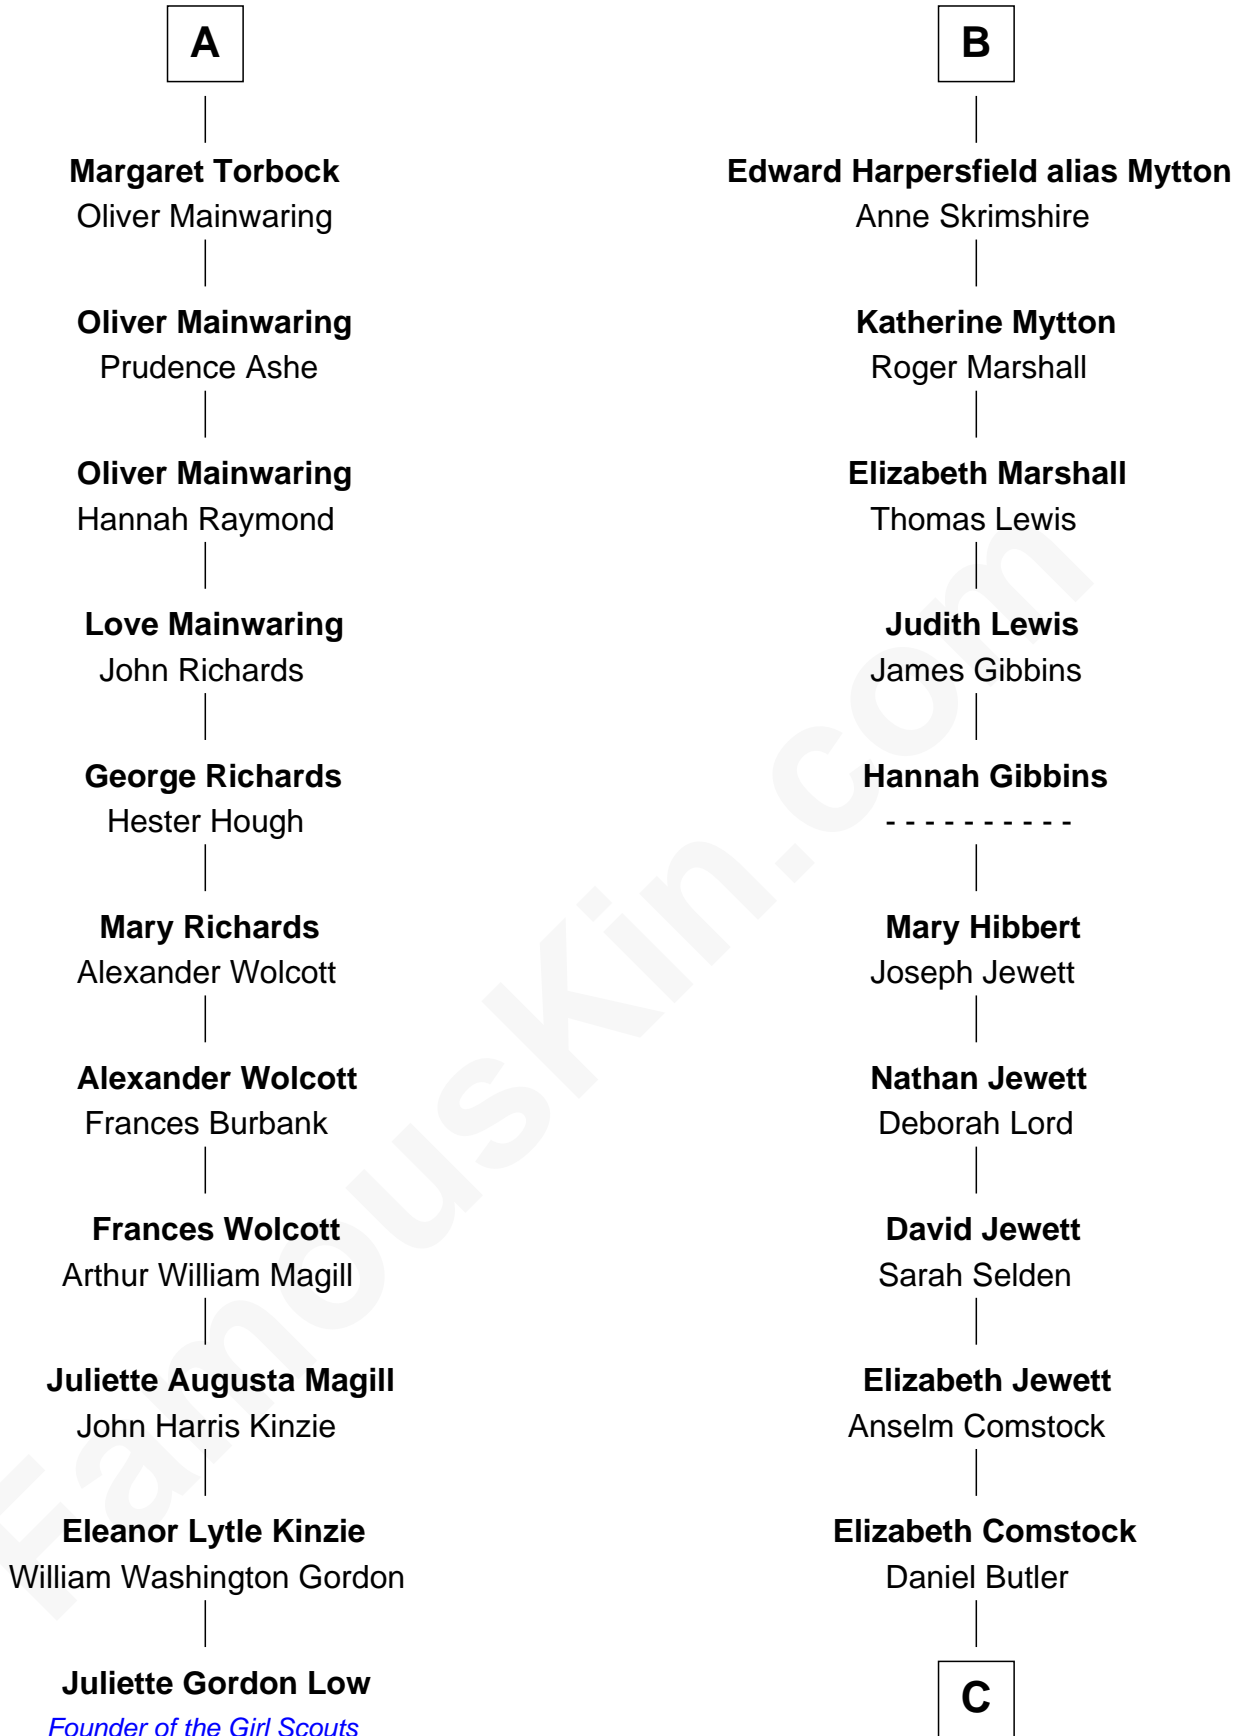 A
Margaret Torbock
Oliver Mainwaring
Oliver Mainwaring
Prudence Ashe
Oliver Mainwaring
Hannah Raymond
Love Mainwaring
John Richards
George Richards
Hester Hough
Mary Richards
Alexander Wolcott
Alexander Wolcott
Frances Burbank
Frances Wolcott
Arthur William Magill
Juliette Augusta Magill
John Harris Kinzie
Eleanor Lytle Kinzie
William Washington Gordon
Juliette Gordon Low
Founder of the Girl Scouts
B
Edward Harpersfield alias Mytton
Anne Skrimshire
Katherine Mytton
Roger Marshall
Elizabeth Marshall
Thomas Lewis
Judith Lewis
James Gibbins
Hannah Gibbins
- - - - - - - - - -
Mary Hibbert
Joseph Jewett
Nathan Jewett
Deborah Lord
David Jewett
Sarah Selden
Elizabeth Jewett
Anselm Comstock
Elizabeth Comstock
Daniel Butler
C
FamousKin.com